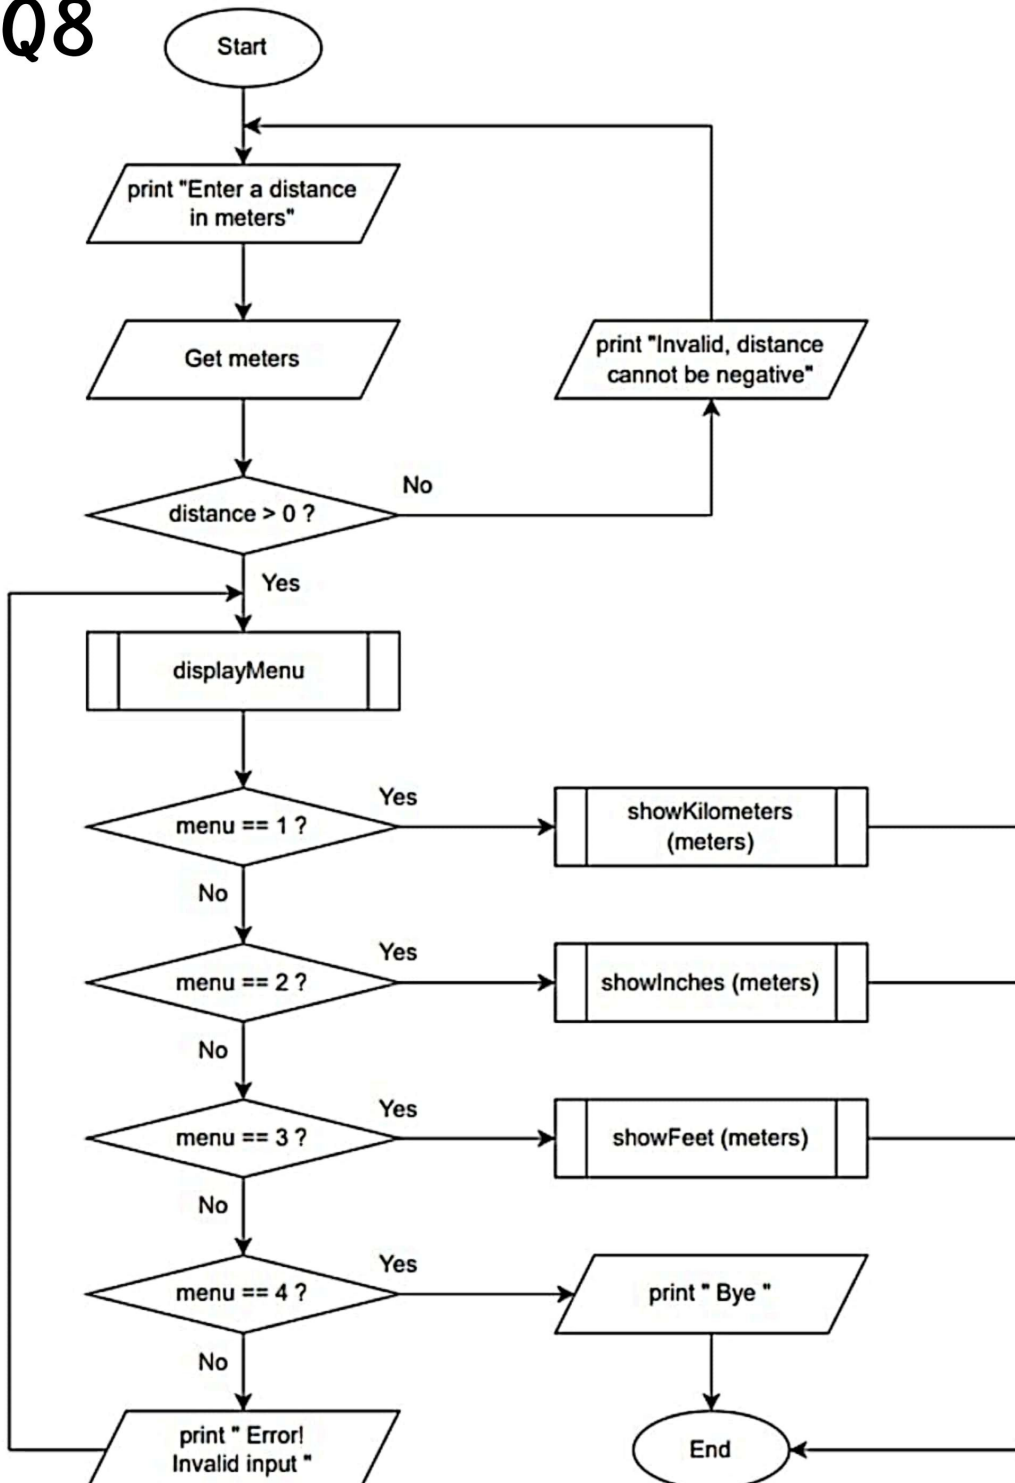 Q8
Start
print "Enter a distance
in meters"
Get meters
print "Invalid, distance
cannot be negative"
distance > 0 ?
No
Yes
displayMenu
menu == 1 ?
Yes
showKilometers
(meters)
No
menu == 2 ?
Yes
showInches (meters)
No
menu == 3 ?
Yes
showFeet (meters)
No
menu == 4 ?
Yes
print " Bye "
No
print " Error!
Invalid input "
End